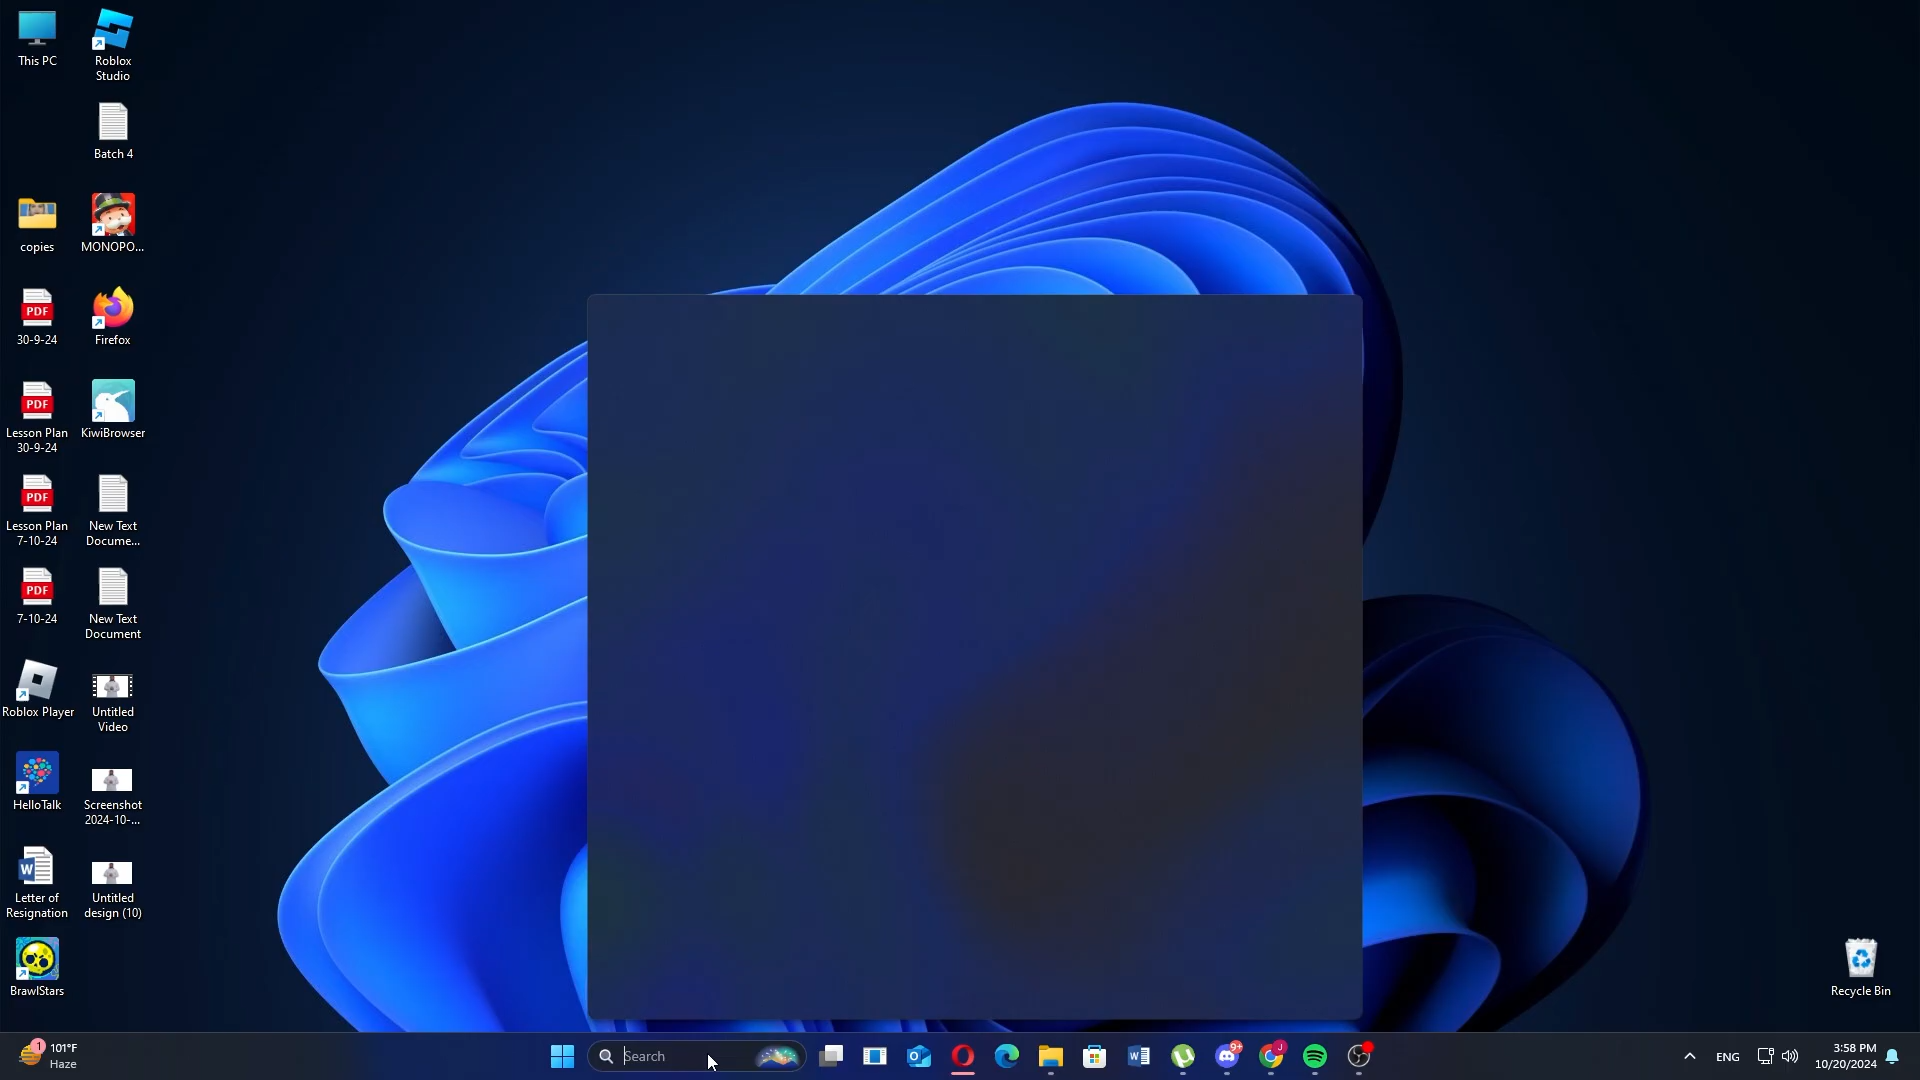 This PC
Roblox
Studio
Batch 4
copies
MONOPO...
PDF
30-9-24
Firefox
PDF
Lesson Plan
30-9-24
KiwiBrowser
PDF
Lesson Plan
7-10-24
New Text
Docume...
PDF
7-10-24
New Text
Document
Roblox Player
Untitled
Video
HelloTalk
Screenshot
2024-10-...
W
Letter of
Resignation
Untitled
design (10)
BrawlStars
Recycle Bin
1
101°F
Haze
Search
W
9+
J
ENG
3:58 PM
10/20/2024